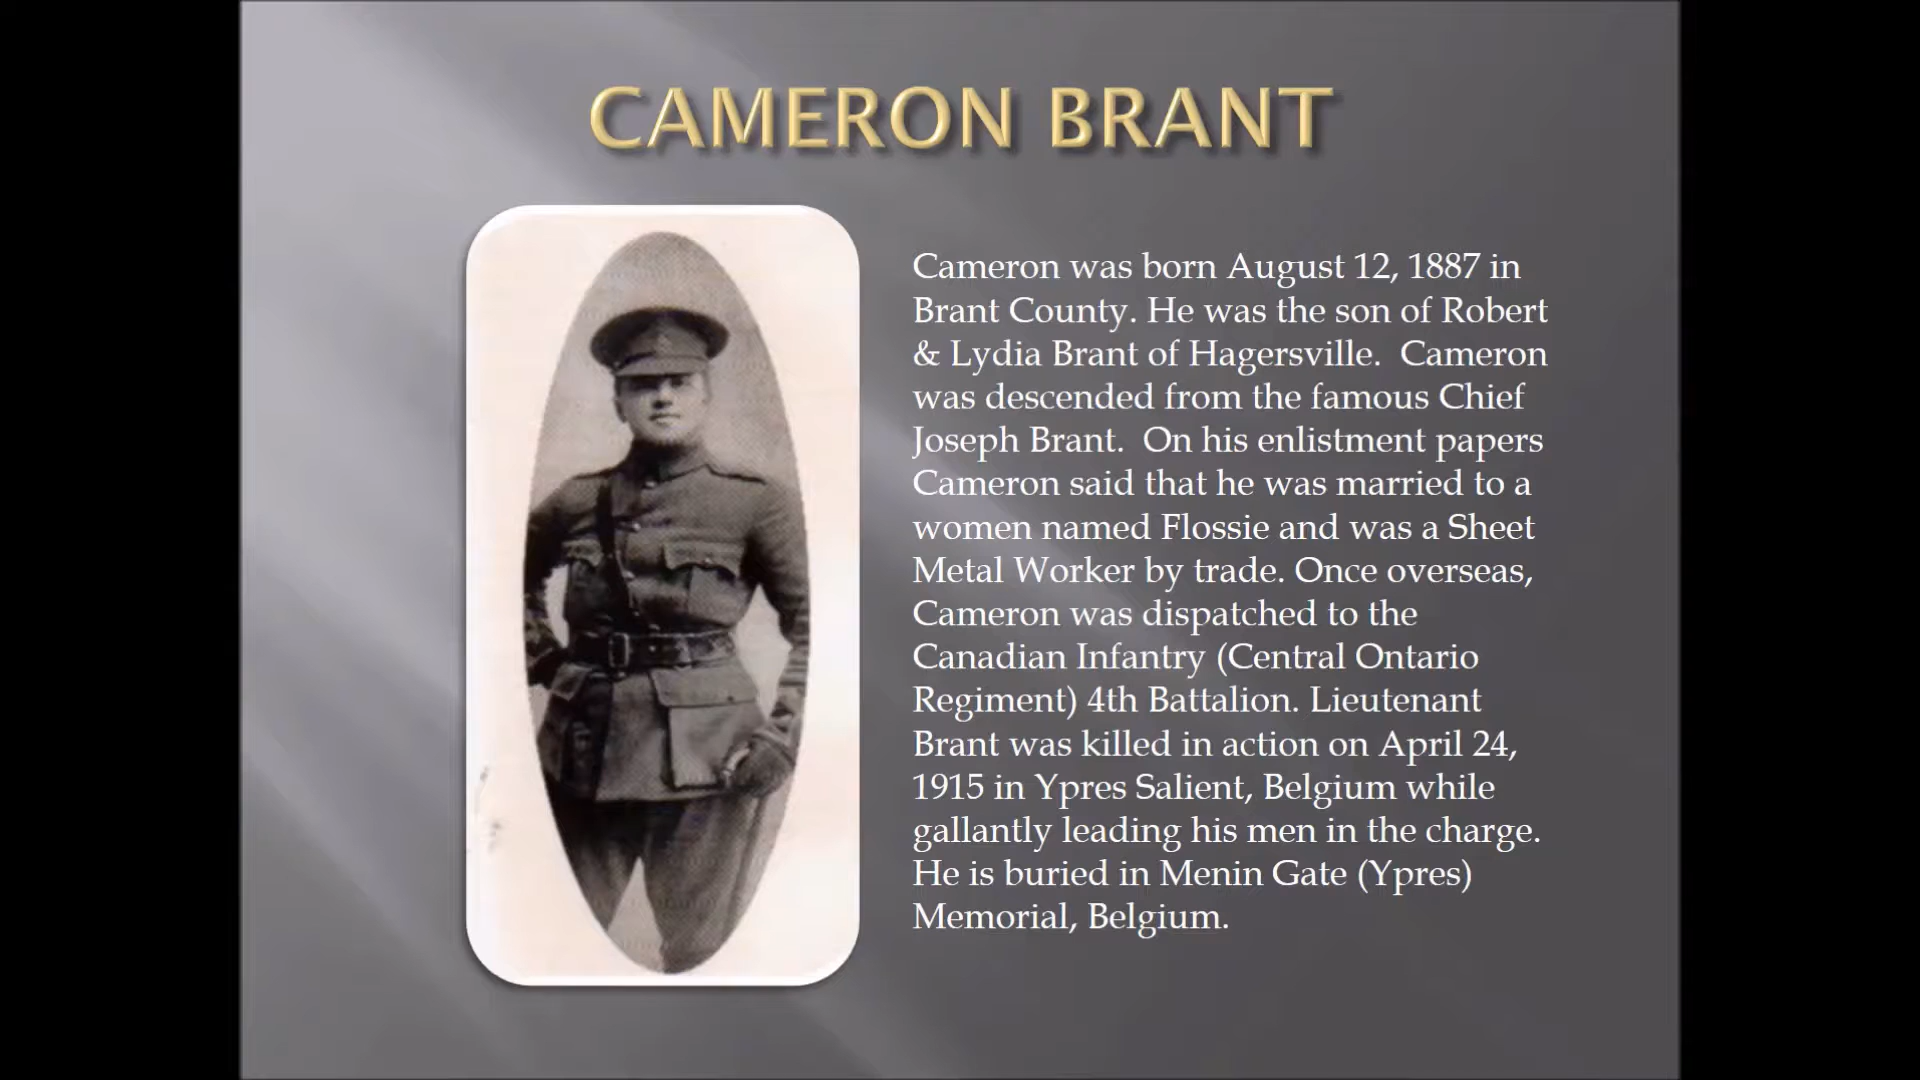 CAMERON BRANT
Cameron was born August 12, 1887 in
Brant County. He was the son of Robert
& Lydia Brant of Hagersville.  Cameron
was descended from the famous Chief
Joseph Brant.  On his enlistment papers
Cameron said that he was married to a
women named Flossie and was a Sheet
Metal Worker by trade. Once overseas,
Cameron was dispatched to the
Canadian Infantry (Central Ontario
Regiment) 4th Battalion. Lieutenant
Brant was killed in action on April 24,
1915 in Ypres Salient, Belgium while
gallantly leading his men in the charge.
He is buried in Menin Gate (Ypres)
Memorial, Belgium.